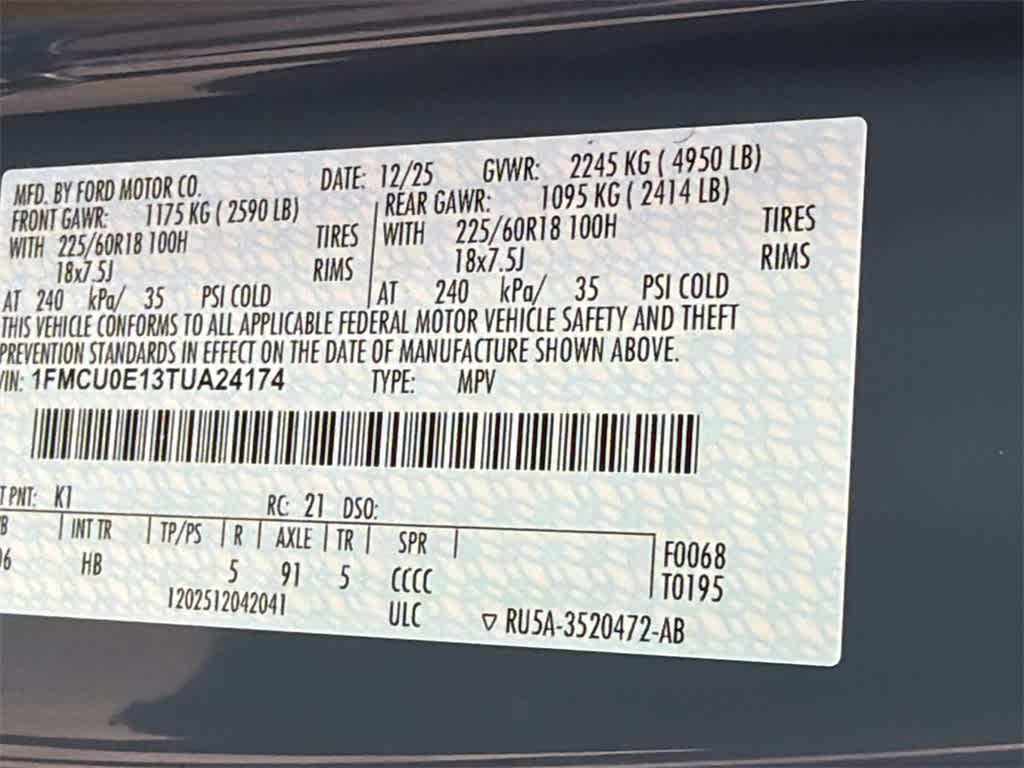 MFD. BY FORD MOTOR CO. DATE: 12/25 GVWR: 2245 KG ( 4950 LB)
FRONT GAWR: 1175 KG ( 2590 LB) REAR GAWR: 1095 KG ( 2414 LB)
WITH 225/60R18 100H TIRES WITH 225/60R18 100H TIRES
18x7.5J RIMS 18x7.5J RIMS
AT 240 kPa/ 35 PSI COLD AT 240 kPa/ 35 PSI COLD
THIS VEHICLE CONFORMS TO ALL APPLICABLE FEDERAL MOTOR VEHICLE SAFETY AND THEFT
PREVENTION STANDARDS IN EFFECT ON THE DATE OF MANUFACTURE SHOWN ABOVE.
VIN: 1FMCU0E13TUA24174 TYPE: MPV
T PNT: K1 RC: 21 DSO:
B INT TR TP/PS R AXLE TR SPR F0068
6 HB 5 91 5 CCCC T0195
1202512042041 ULC ▽ RU5A-3520472-AB